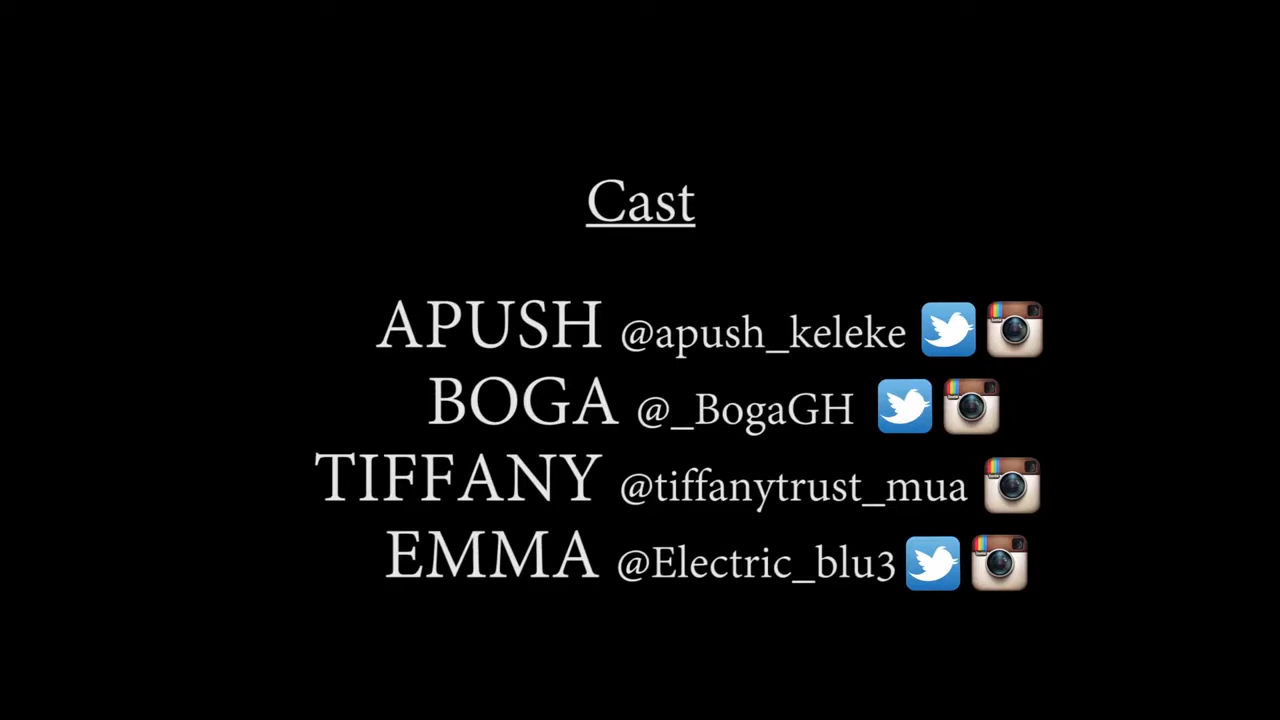 Cast
APUSH @apush_keleke
BOGA @_BogaGH
TIFFANY @tiffanytrust_mua
EMMA @Electric_blu3